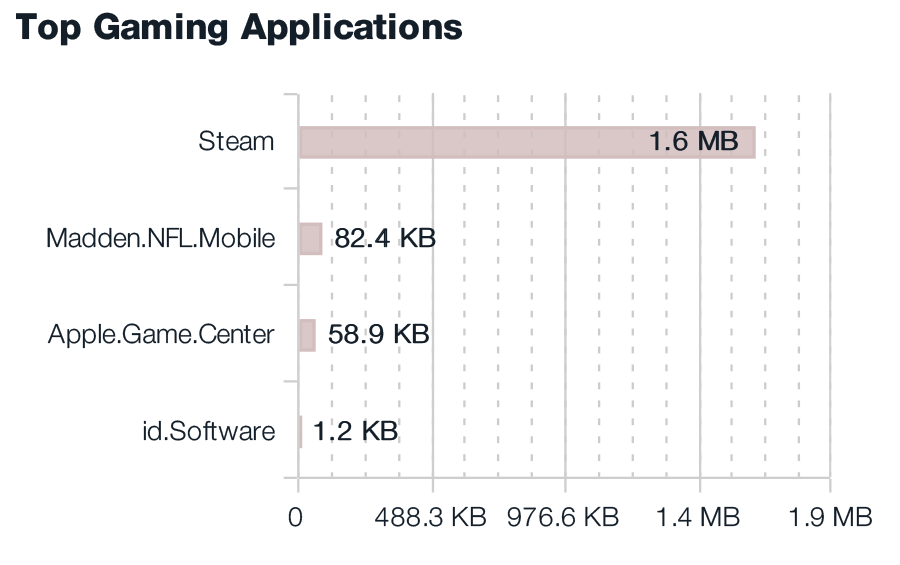 Top Gaming Applications
Steam 1.6 MB
Madden.NFL.Mobile 82.4 KB
Apple.Game.Center 58.9 KB
id.Software 1.2 KB
0 488.3 KB 976.6 KB 1.4 MB 1.9 MB